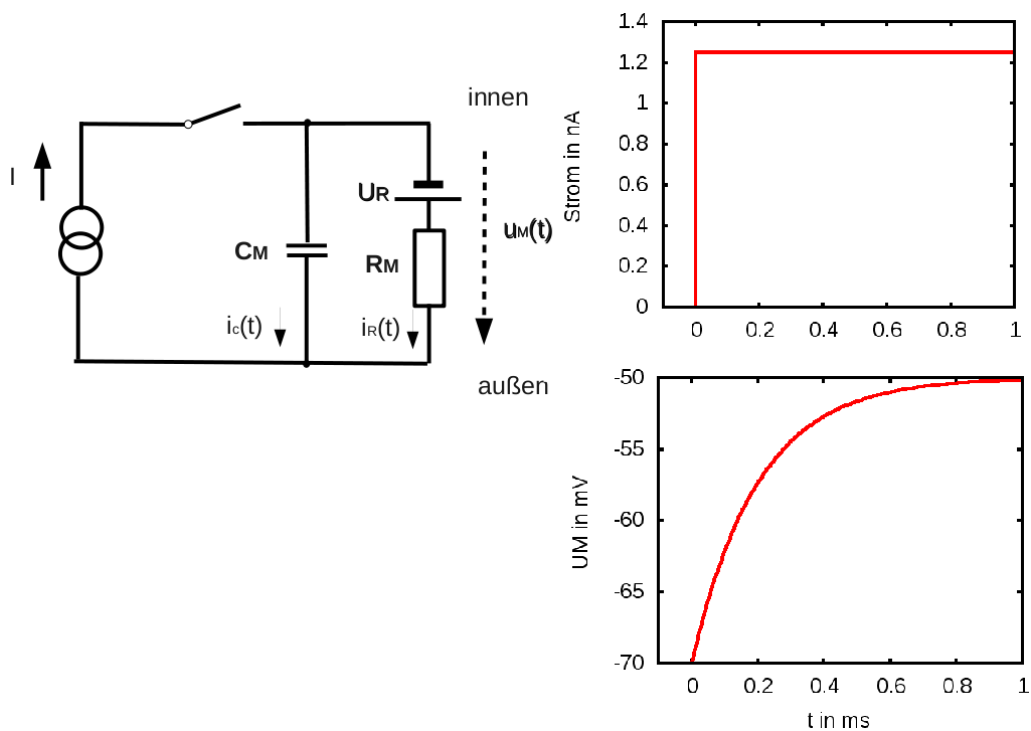 innen
I
UR
uM(t)
CM
RM
ic(t)
iR(t)
außen
1.4
1.2
1
0.8
0.6
0.4
0.2
0
Strom in nA
0 0.2 0.4 0.6 0.8 1
-50
-55
-60
-65
-70
UM in mV
0 0.2 0.4 0.6 0.8 1
t in ms